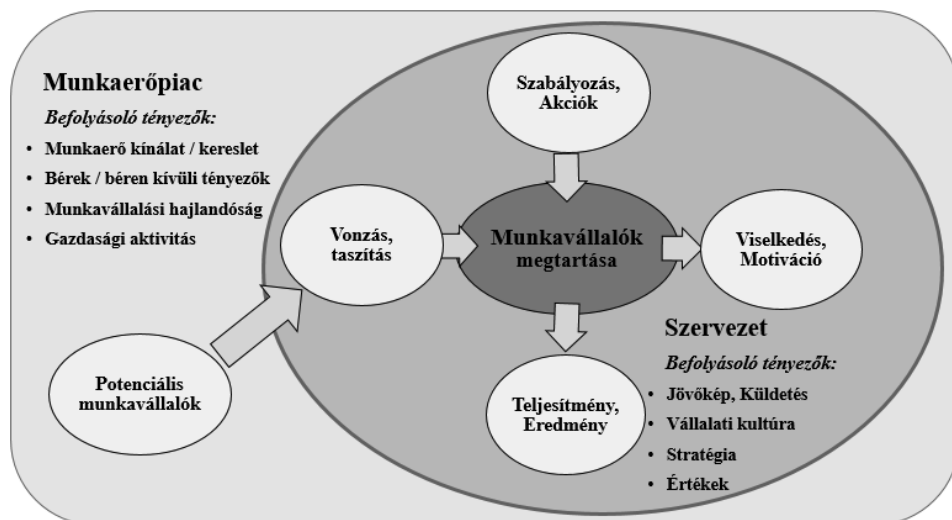 Munkaerőpiac
Befolyásoló tényezők:
• Munkaerő kínálat / kereslet
• Bérek / béren kívüli tényezők
• Munkavállalási hajlandóság
• Gazdasági aktivitás
Szabályozás,
Akciók
Vonzás,
taszítás
Munkavállalók
megtartása
Viselkedés,
Motiváció
Potenciális
munkavállalók
Teljesítmény,
Eredmény
Szervezet
Befolyásoló tényezők:
• Jövőkép, Küldetés
• Vállalati kultúra
• Stratégia
• Értékek